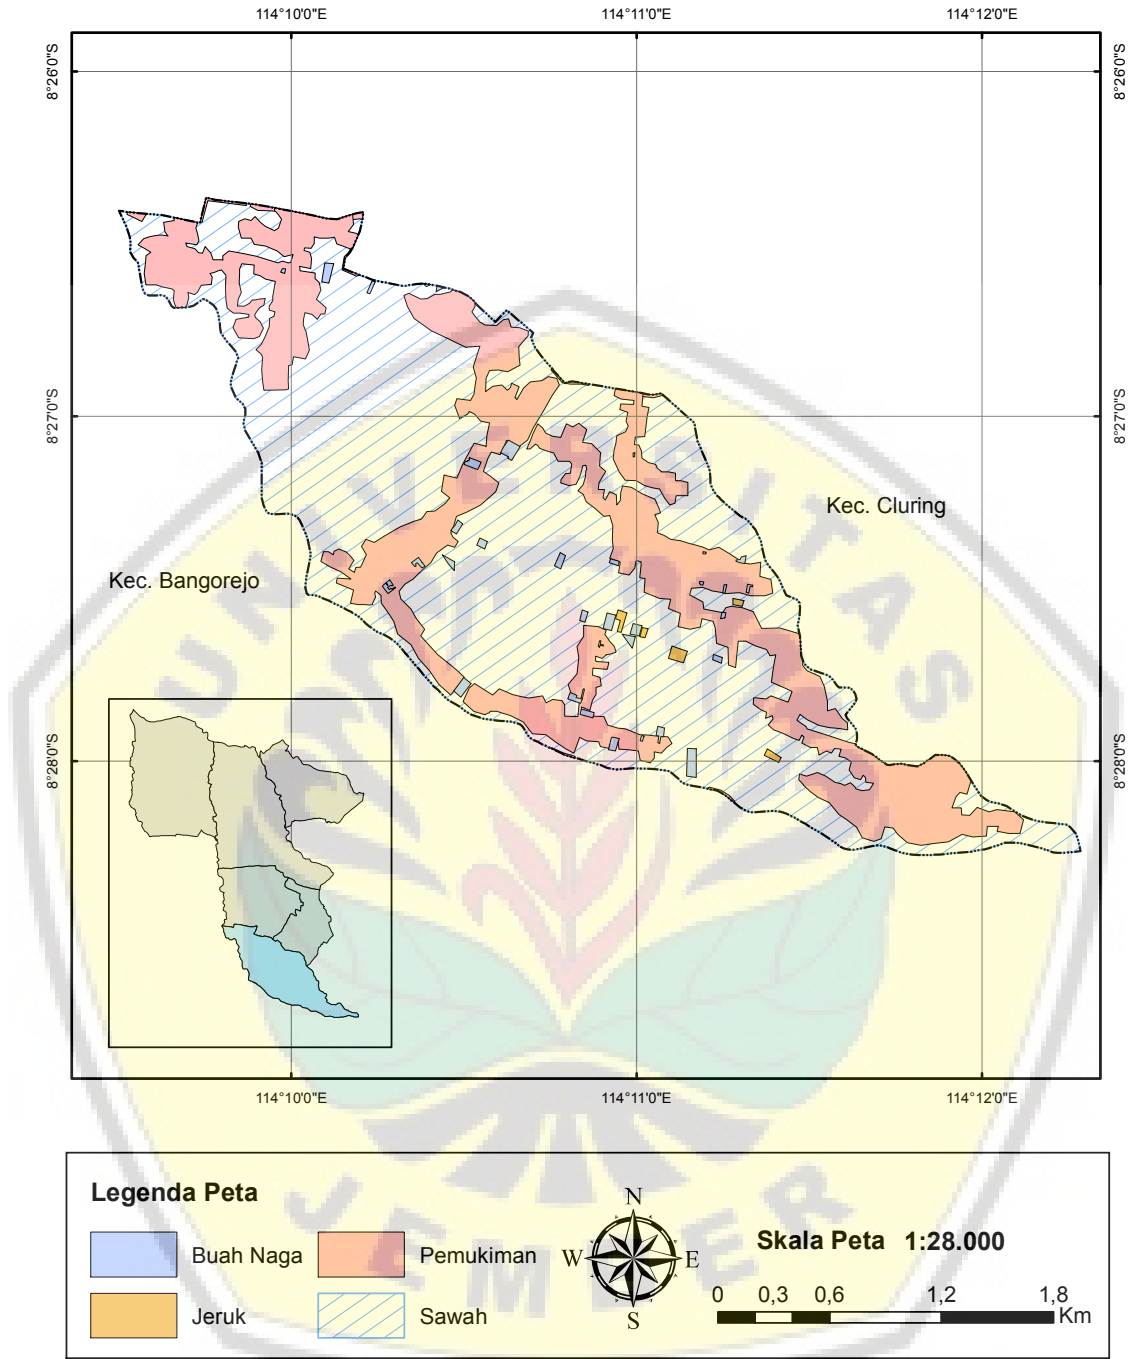 114°10'0"E 114°11'0"E 114°12'0"E
8°26'0"S 8°26'0"S
8°27'0"S 8°27'0"S
Kec. Cluring
Kec. Bangorejo
8°28'0"S 8°28'0"S
114°10'0"E 114°11'0"E 114°12'0"E
UNIVERSITAS
JEMBER
Legenda Peta
Buah Naga
Pemukiman
Jeruk
Sawah
N
W E
S
Skala Peta 1:28.000
0 0,3 0,6 1,2 1,8
Km